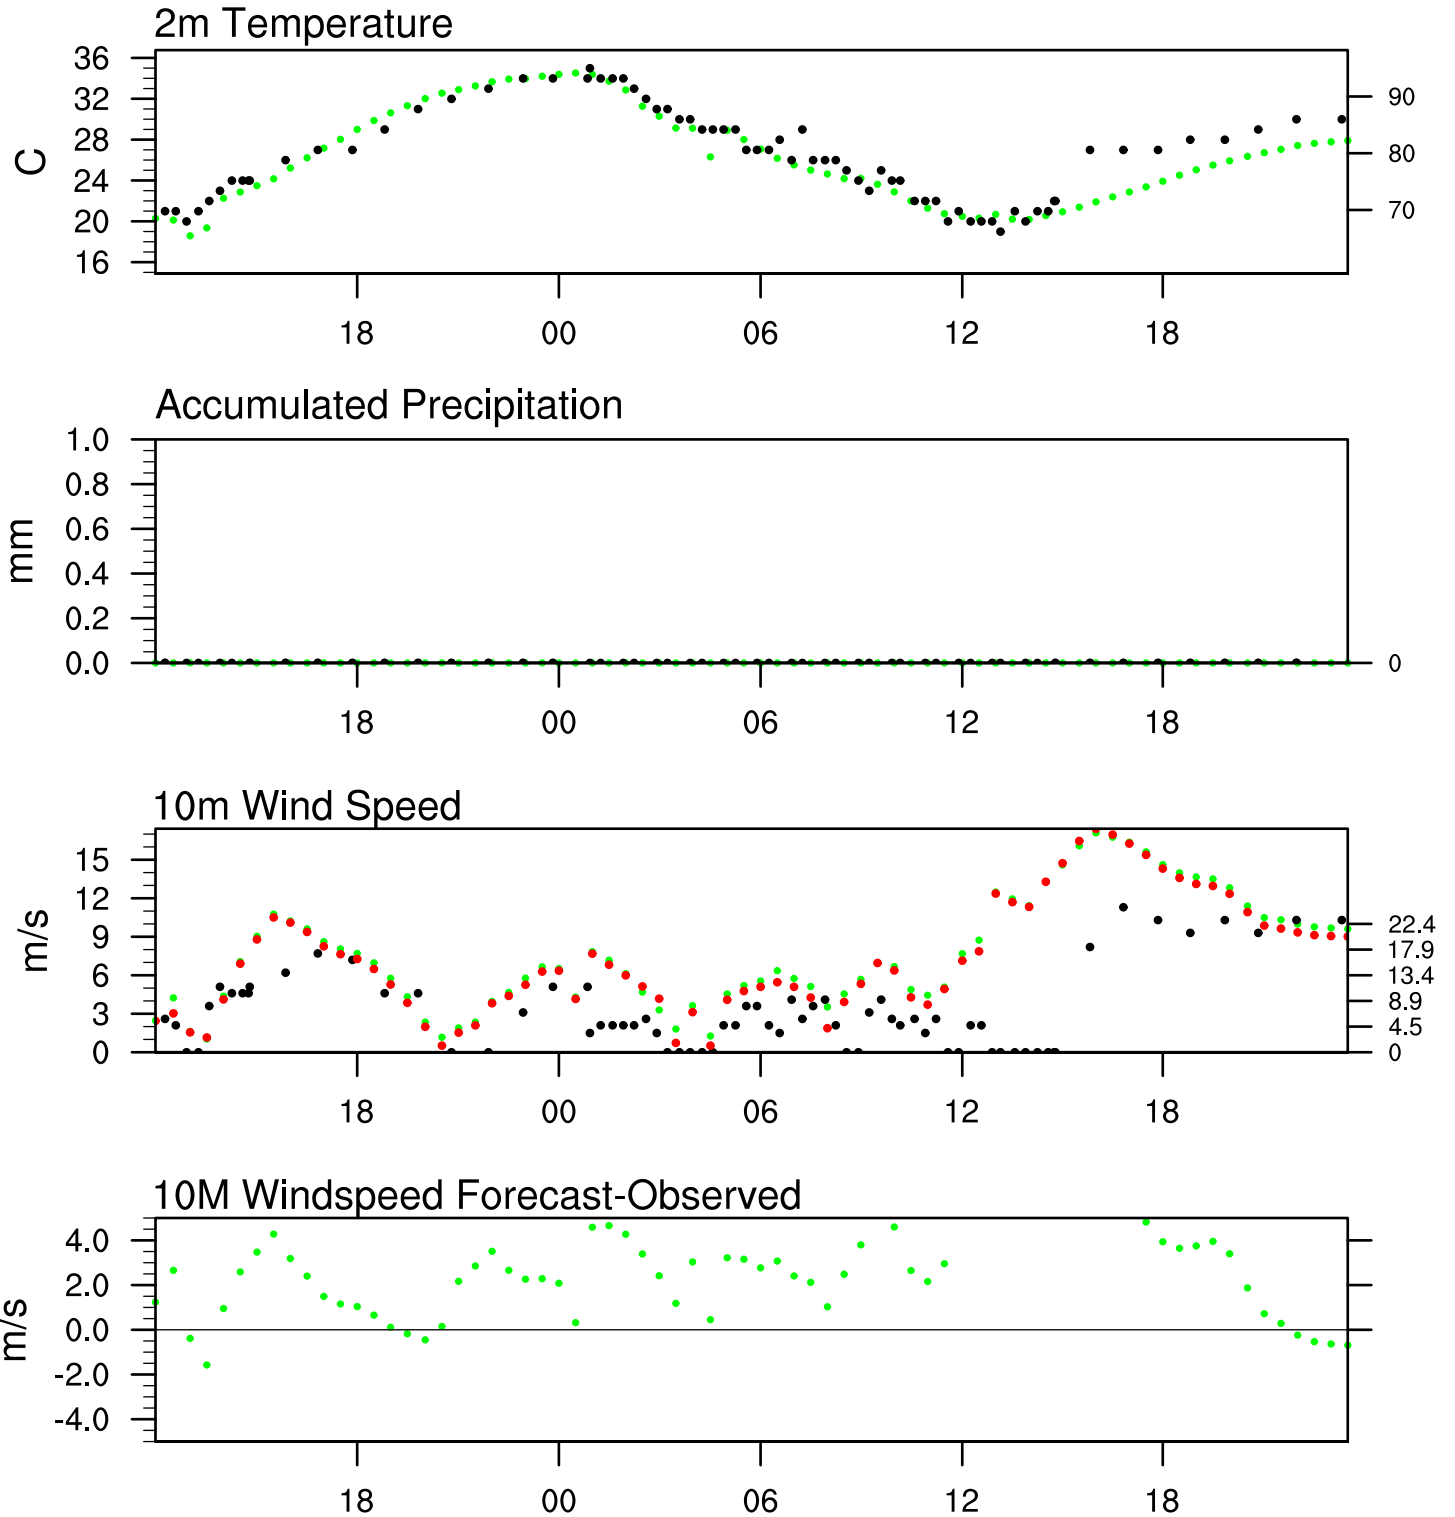 2m Temperature
36
32
28
24
20
16
C
90
80
70
18 00 06 12 18
Accumulated Precipitation
1.0
0.8
0.6
0.4
0.2
0.0
mm
0
18 00 06 12 18
10m Wind Speed
15
12
9
6
3
0
m/s
22.4
17.9
13.4
8.9
4.5
0
18 00 06 12 18
10M Windspeed Forecast-Observed
4.0
2.0
0.0
-2.0
-4.0
m/s
18 00 06 12 18